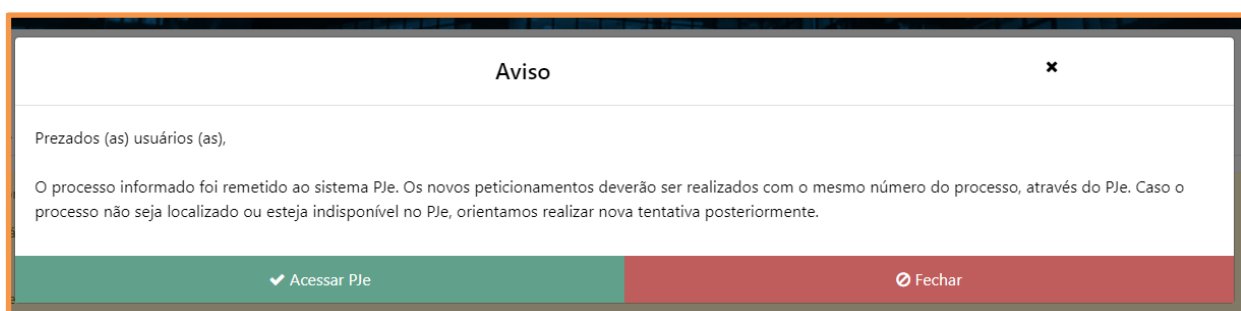 Aviso
Prezados (as) usuários (as),
O processo informado foi remetido ao sistema PJe. Os novos peticionamentos deverão ser realizados com o mesmo número do processo, através do PJe. Caso o
processo não seja localizado ou esteja indisponível no PJe, orientamos realizar nova tentativa posteriormente.
Acessar PJe
Fechar